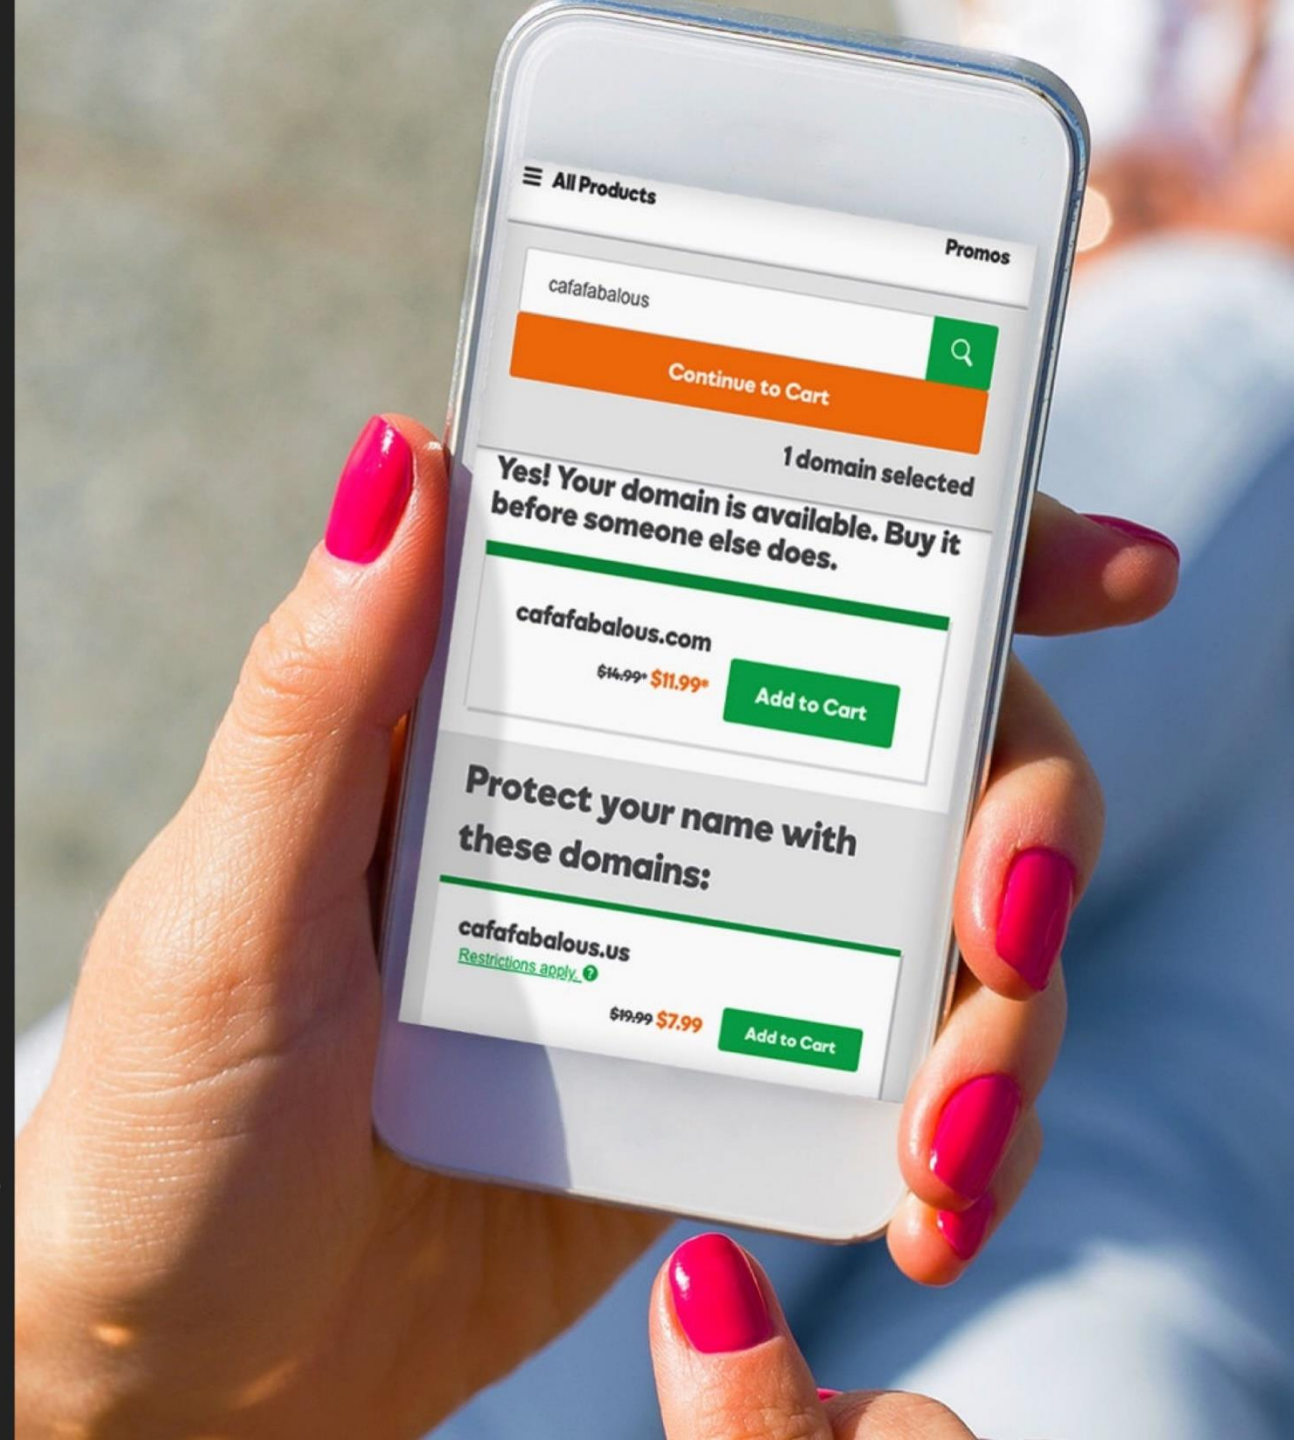 ☰ All Products
Promos
cafafabalous
Continue to Cart
1 domain selected
Yes! Your domain is available. Buy it
before someone else does.
cafafabalous.com
$14.99* $11.99*
Add to Cart
Protect your name with
these domains:
cafafabalous.us
Restrictions apply. ?
$19.99 $7.99
Add to Cart